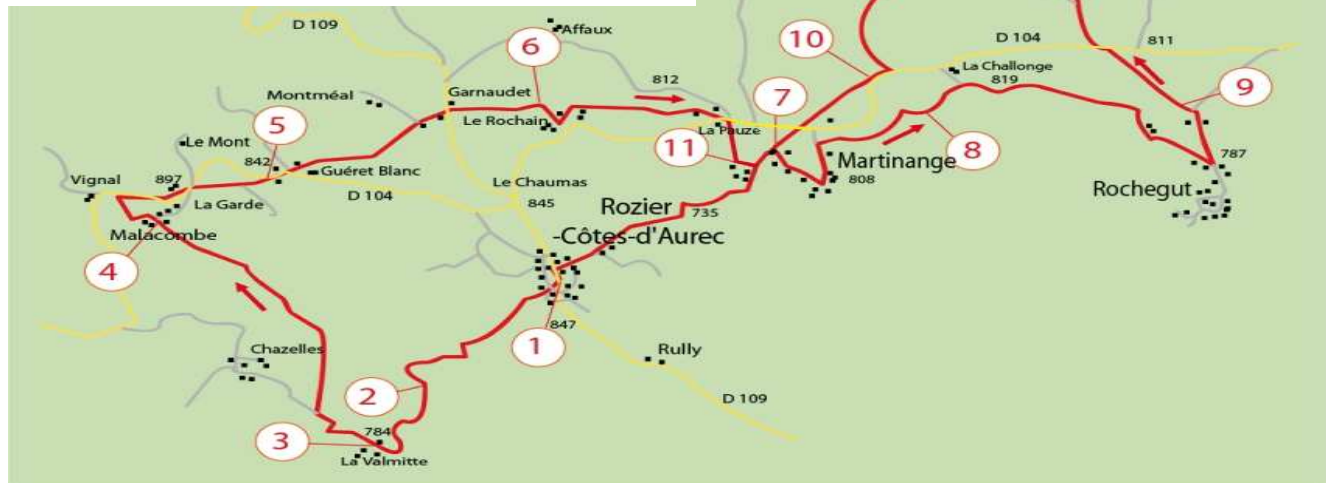 D 109
Affaux
6
10
D 104
811
La Challonge
819
812
7
9
Garnaudet
Montméal
Le Rochain
La Pauze
5
Le Mont
842
11
Martinange
8
787
Vignal
897
Guéret Blanc
808
Rochegut
La Garde
D 104
Le Chaumas
845
Rozier
-Côtes-d'Aurec
735
Malacombe
4
847
1
Chazelles
Rully
2
D 109
784
3
La Valmitte